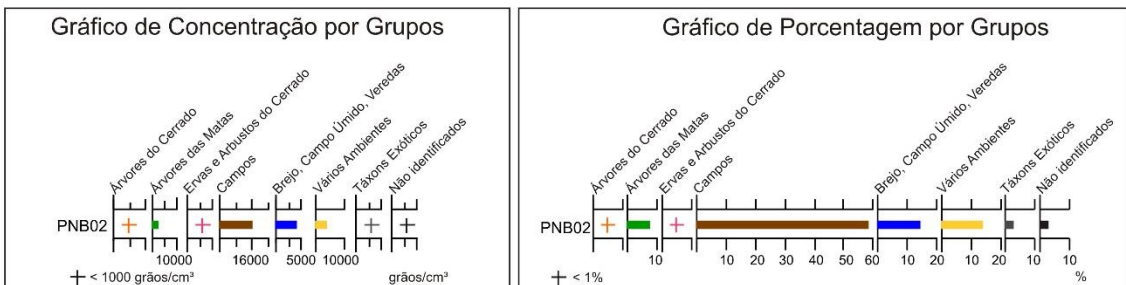 Gráfico de Concentração por Grupos
Árvores do Cerrado
Árvores das Matas
Ervas e Arbustos do Cerrado
Campos
Brejo, Campo Úmido, Veredas
Vários Ambientes
Táxons Exóticos
Não identificados
PNB02
10000 16000 5000 10000
+ < 1000 grãos/cm³ grãos/cm³
Gráfico de Porcentagem por Grupos
Árvores do Cerrado
Árvores das Matas
Ervas e Arbustos do Cerrado
Campos
Brejo, Campo Úmido, Veredas
Vários Ambientes
Táxons Exóticos
Não identificados
PNB02
10 10 20 30 40 50 60 10 20 10 20 10 10
+ < 1% %